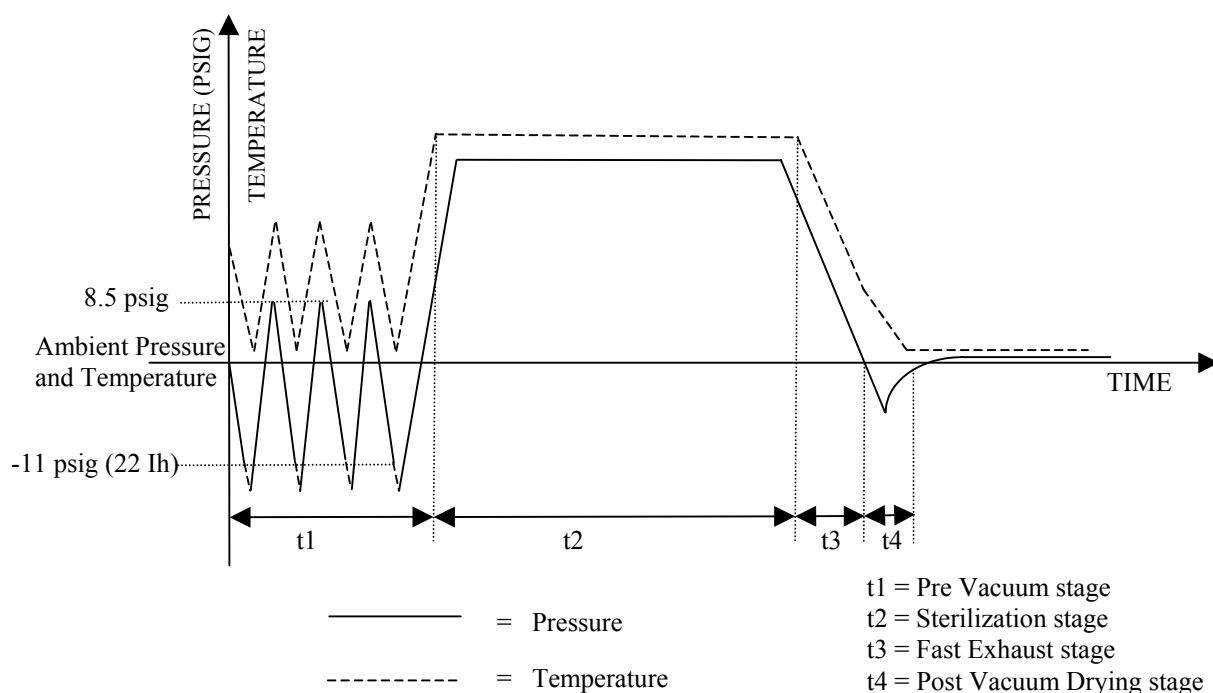 PRESSURE (PSIG)
TEMPERATURE
8.5 psig
Ambient Pressure
and Temperature
TIME
-11 psig (22 Ih)
t1
t2
t3
t4
= Pressure
= Temperature
t1 = Pre Vacuum stage
t2 = Sterilization stage
t3 = Fast Exhaust stage
t4 = Post Vacuum Drying stage